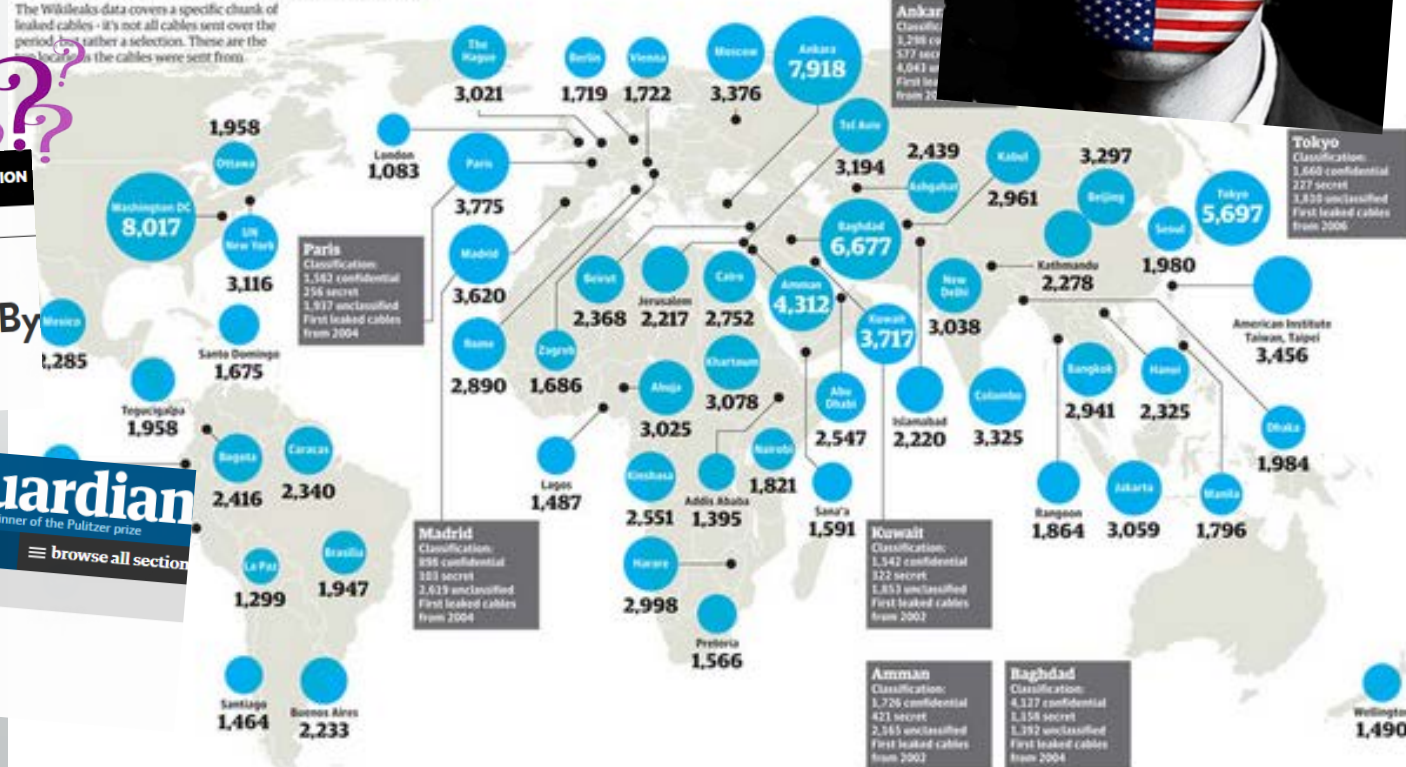 The Wikileaks data covers a specific chunk of
leaked cables - it's not all cables sent over the
period, but rather a selection. These are the
locations the cables were sent from
???
ION
By
The
Hague
3,021
Berlin
1,719
Vienna
1,722
Moscow
3,376
Ankara
7,918
Ankar
Classific
1,298 co
577 sec
4,043 un
First lea
from 20
1,958
Ottawa
London
1,083
Paris
3,775
Tel Aviv
3,194
2,439
Ashgabat
Kabul
2,961
3,297
Beijing
Tokyo
5,697
Tokyo
Classification:
1,660 confidential
227 secret
3,810 unclassified
First leaked cables
from 2006
Washington DC
8,017
UN
New York
3,116
Paris
Classification:
1,582 confidential
256 secret
1,937 unclassified
First leaked cables
from 2004
Madrid
3,620
Baghdad
6,677
Seoul
1,980
Kathmandu
2,278
Beirut
2,368
Jerusalem
2,217
Cairo
2,752
Amman
4,312
New
Delhi
3,038
Kuwait
3,717
American Institute
Taiwan, Taipei
3,456
Mexico
2,285
Santo Domingo
1,675
Rome
2,890
Zagreb
1,686
Khartoum
3,078
Tegucigalpa
1,958
Abuja
3,025
Abu
Dhabi
2,547
Islamabad
2,220
Colombo
3,325
Bangkok
2,941
Hanoi
2,325
Dhaka
1,984
Bogota
2,416
Caracas
2,340
Lagos
1,487
Kinshasa
2,551
Addis Ababa
1,395
Nairobi
1,821
Sana'a
1,591
Rangoon
1,864
Jakarta
3,059
Manila
1,796
uardian
inner of the Pulitzer prize
≡ browse all section
Madrid
Classification:
898 confidential
103 secret
2,619 unclassified
First leaked cables
from 2004
Kuwait
Classification:
1,542 confidential
322 secret
1,853 unclassified
First leaked cables
from 2002
La Paz
1,299
Brasilia
1,947
Harare
2,998
Pretoria
1,566
Santiago
1,464
Buenos Aires
2,233
Amman
Classification:
1,726 confidential
421 secret
2,165 unclassified
First leaked cables
from 2002
Baghdad
Classification:
4,127 confidential
1,158 secret
1,392 unclassified
First leaked cables
from 2004
Wellington
1,490